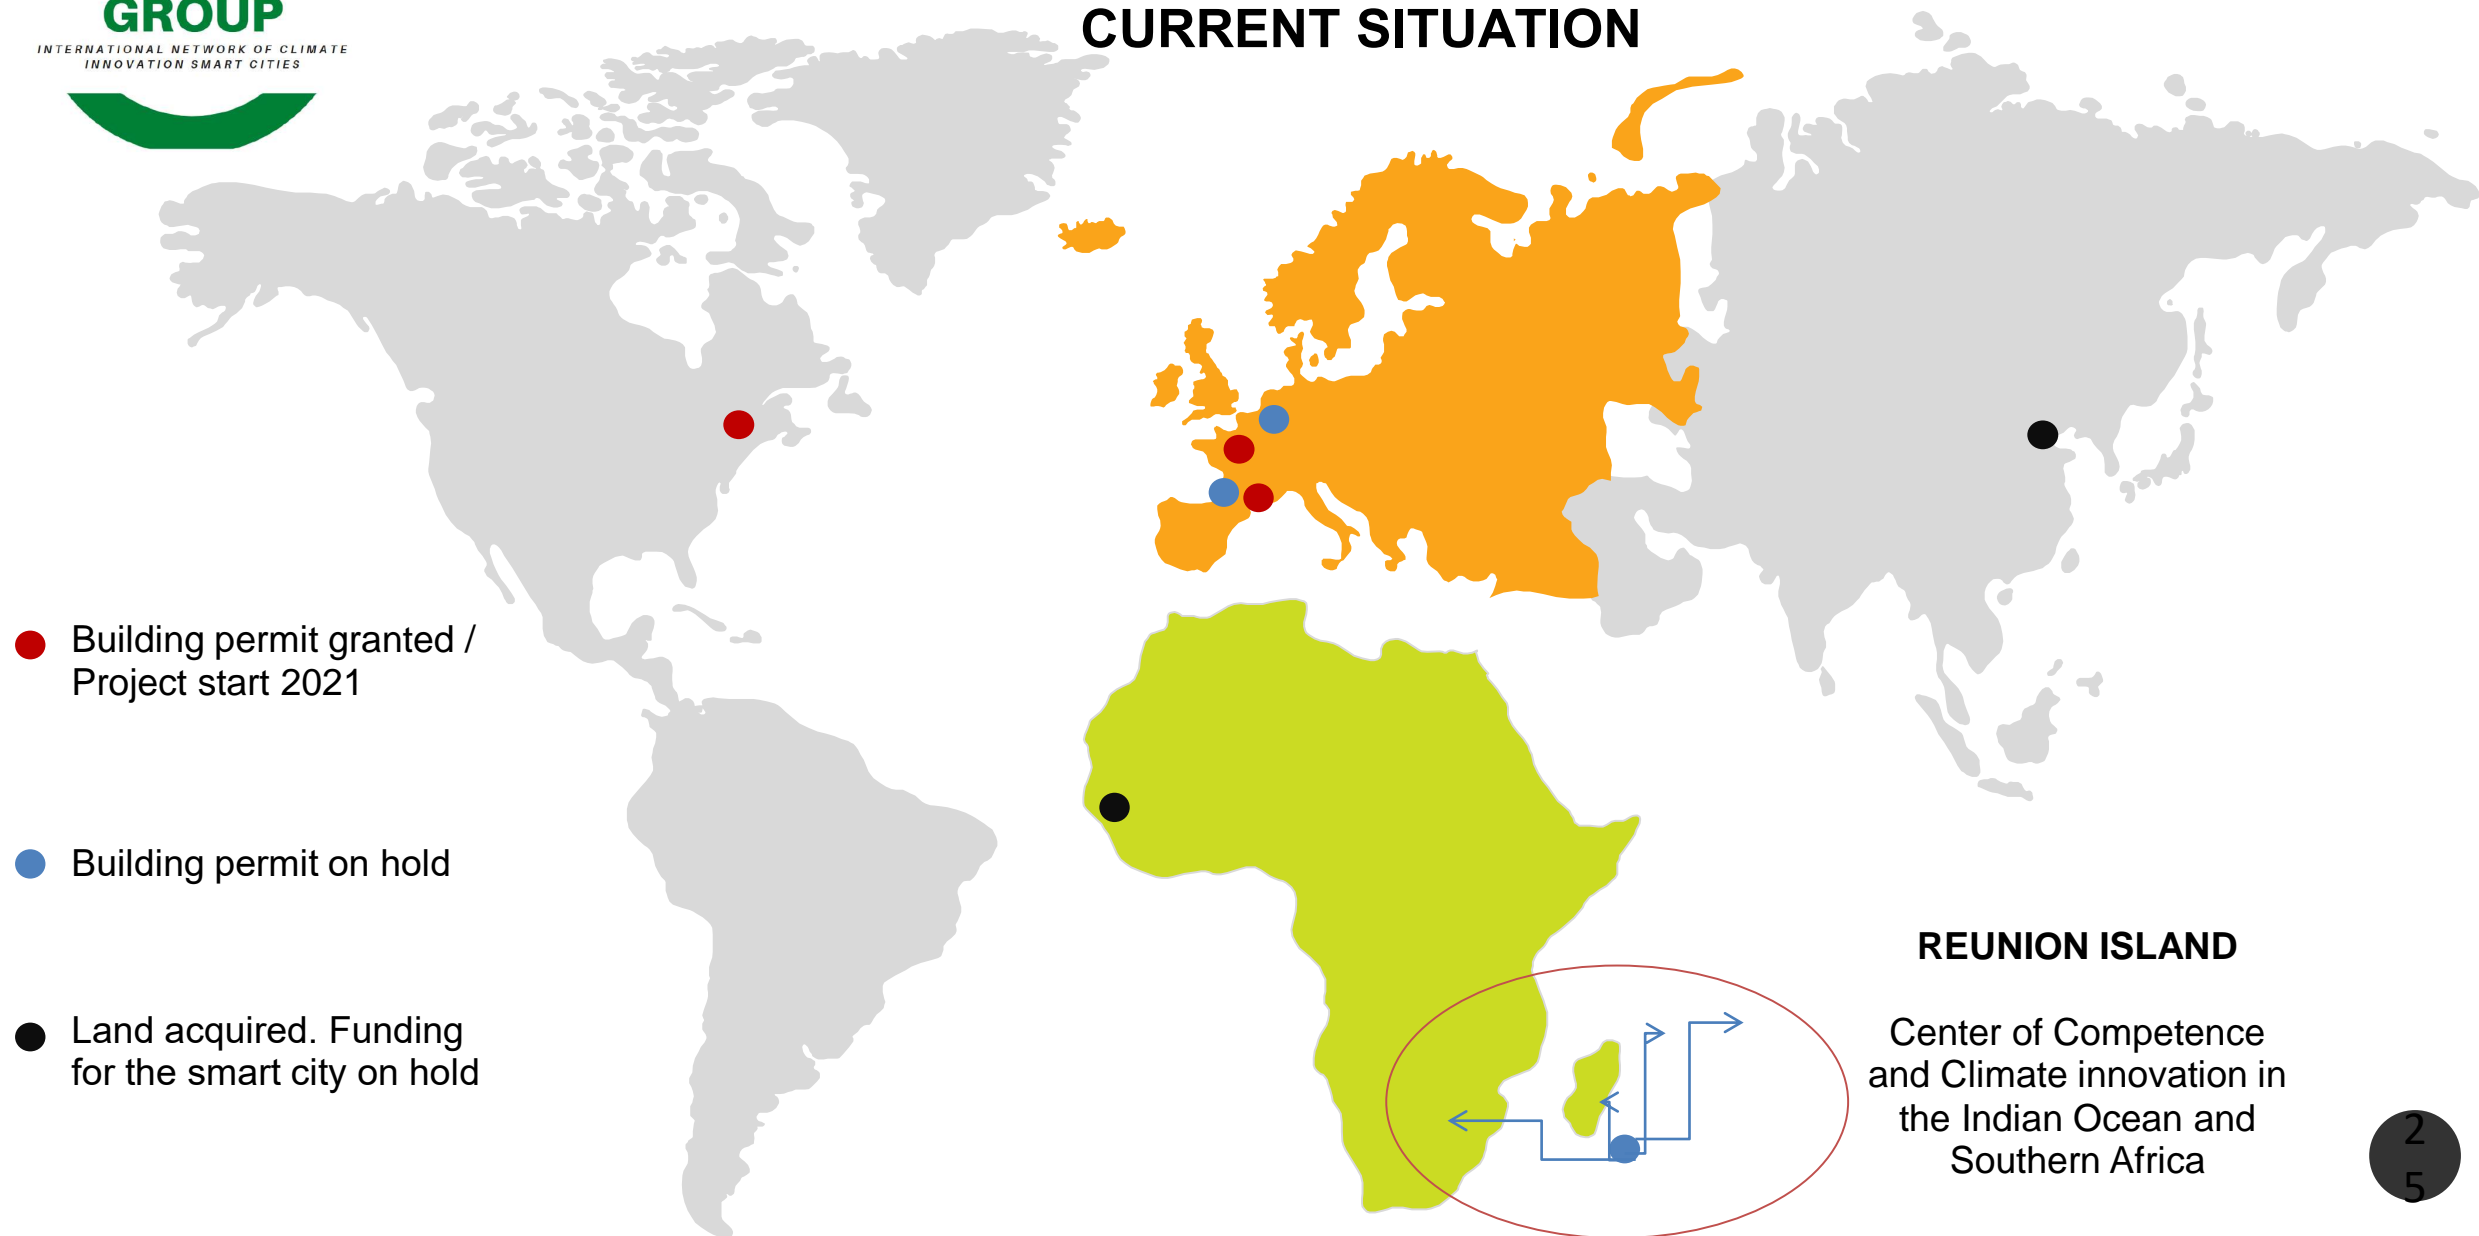 GROUP
INTERNATIONAL NETWORK OF CLIMATE
INNOVATION SMART CITIES
CURRENT SITUATION
Building permit granted /
Project start 2021
Building permit on hold
Land acquired. Funding
for the smart city on hold
REUNION ISLAND
Center of Competence
and Climate innovation in
the Indian Ocean and
Southern Africa
2
5